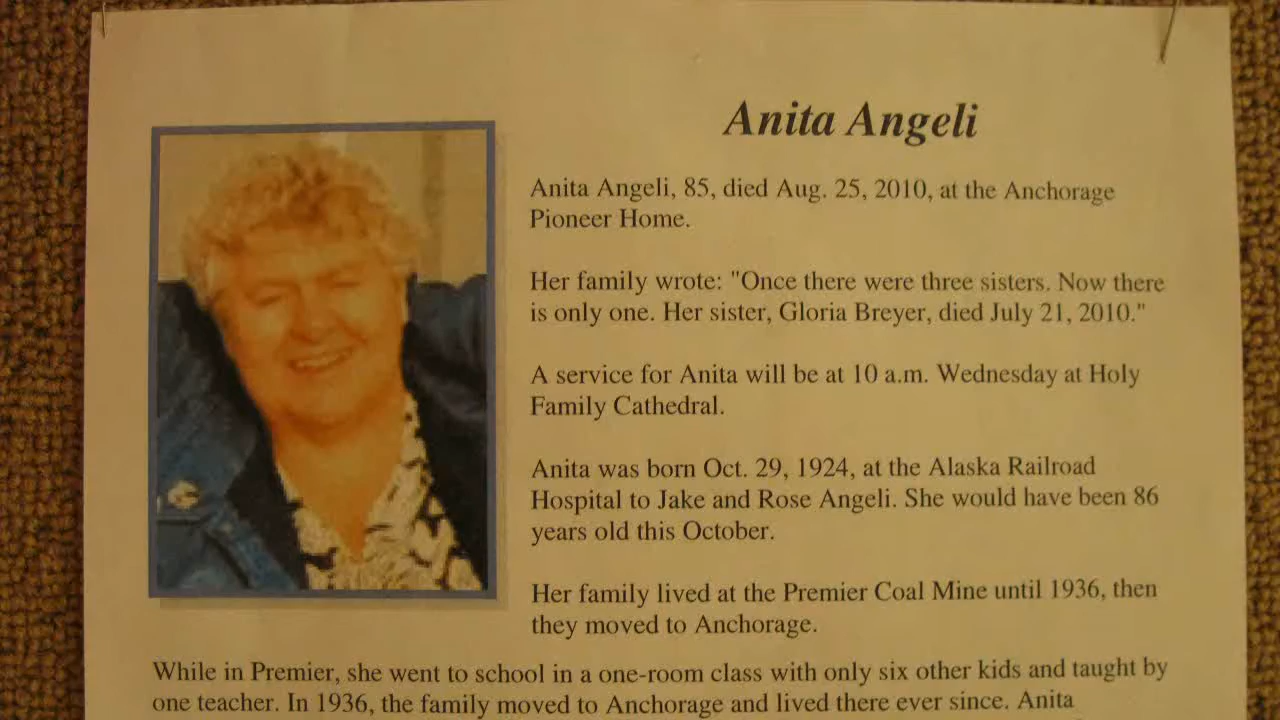 Anita Angeli
Anita Angeli, 85, died Aug. 25, 2010, at the Anchorage
Pioneer Home.
Her family wrote: "Once there were three sisters. Now there
is only one. Her sister, Gloria Breyer, died July 21, 2010."
A service for Anita will be at 10 a.m. Wednesday at Holy
Family Cathedral.
Anita was born Oct. 29, 1924, at the Alaska Railroad
Hospital to Jake and Rose Angeli. She would have been 86
years old this October.
Her family lived at the Premier Coal Mine until 1936, then
they moved to Anchorage.
While in Premier, she went to school in a one-room class with only six other kids and taught by
one teacher. In 1936, the family moved to Anchorage and lived there ever since. Anita